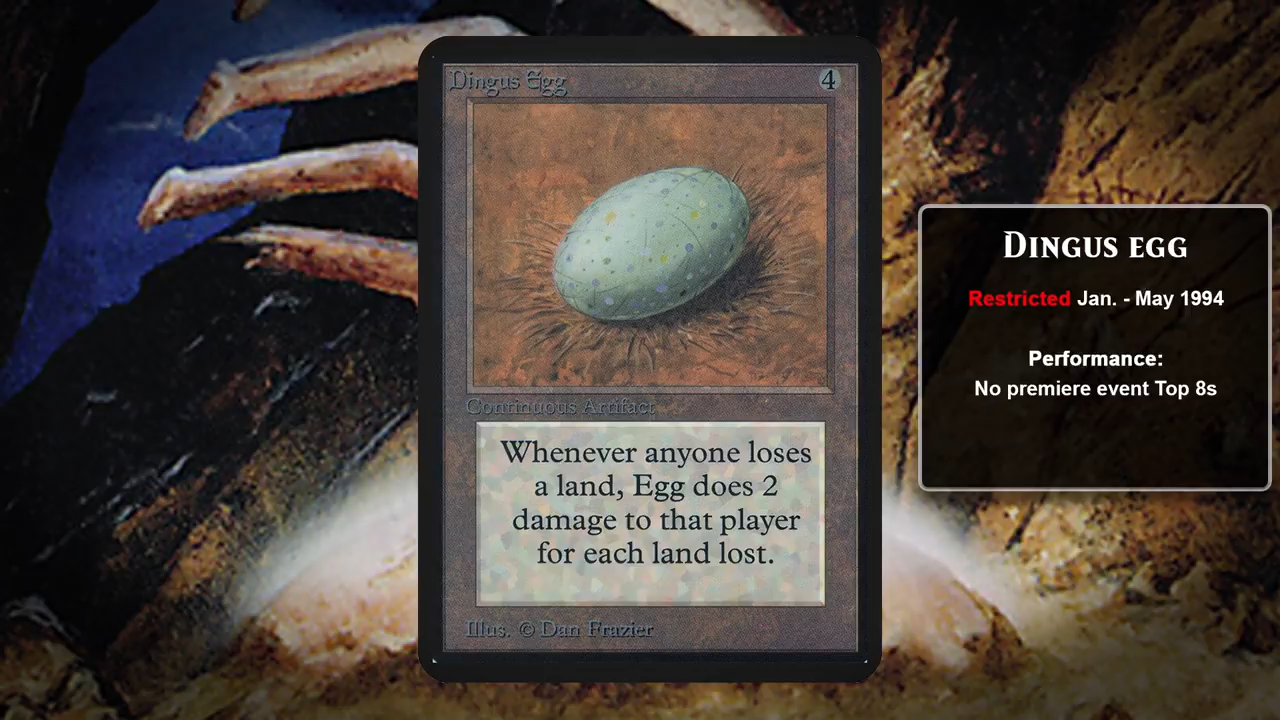 Dingus Egg 4
Continuous Artifact
Whenever anyone loses
a land, Egg does 2
damage to that player
for each land lost.
Illus. © Dan Frazier
Dingus egg
Restricted Jan. - May 1994
Performance:
No premiere event Top 8s